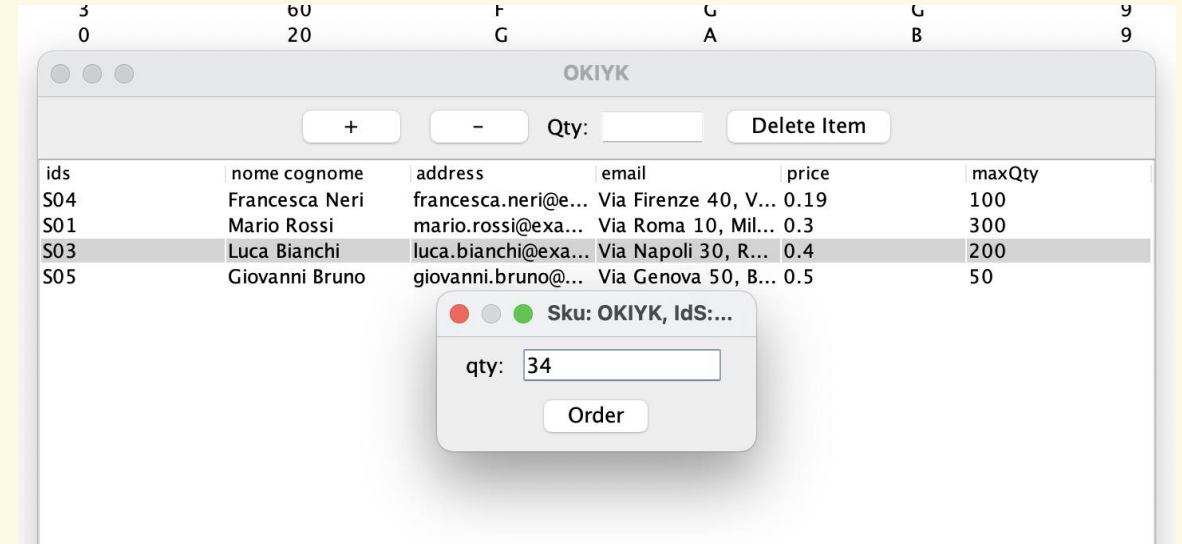 3 60 F G G 9
0 20 G A B 9
OKIYK
+ - Qty: Delete Item
ids nome cognome address email price maxQty
S04 Francesca Neri francesca.neri@e... Via Firenze 40, V... 0.19 100
S01 Mario Rossi mario.rossi@exa... Via Roma 10, Mil... 0.3 300
S03 Luca Bianchi luca.bianchi@exa... Via Napoli 30, R... 0.4 200
S05 Giovanni Bruno giovanni.bruno@... Via Genova 50, B... 0.5 50
Sku: OKIYK, IdS:...
qty: 34
Order